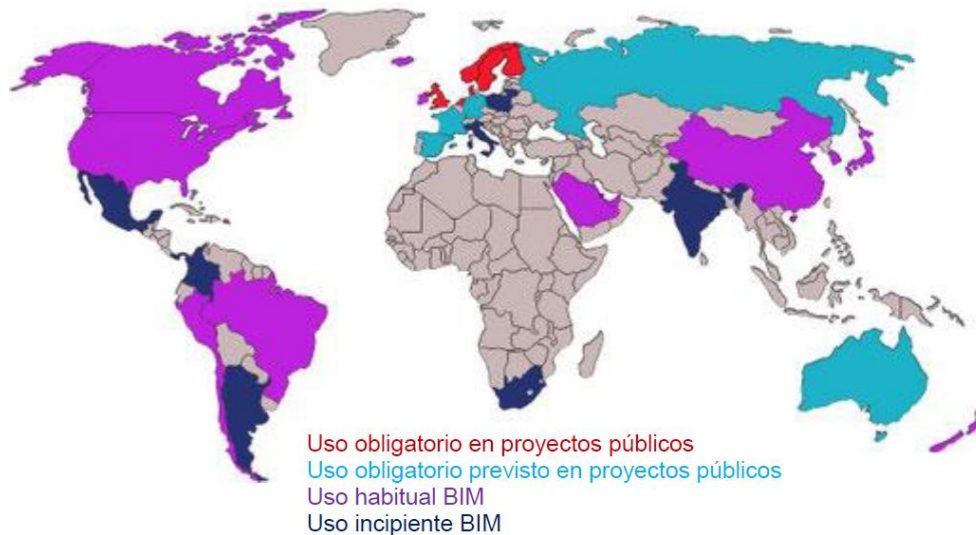 Uso obligatorio en proyectos públicos
Uso obligatorio previsto en proyectos públicos
Uso habitual BIM
Uso incipiente BIM